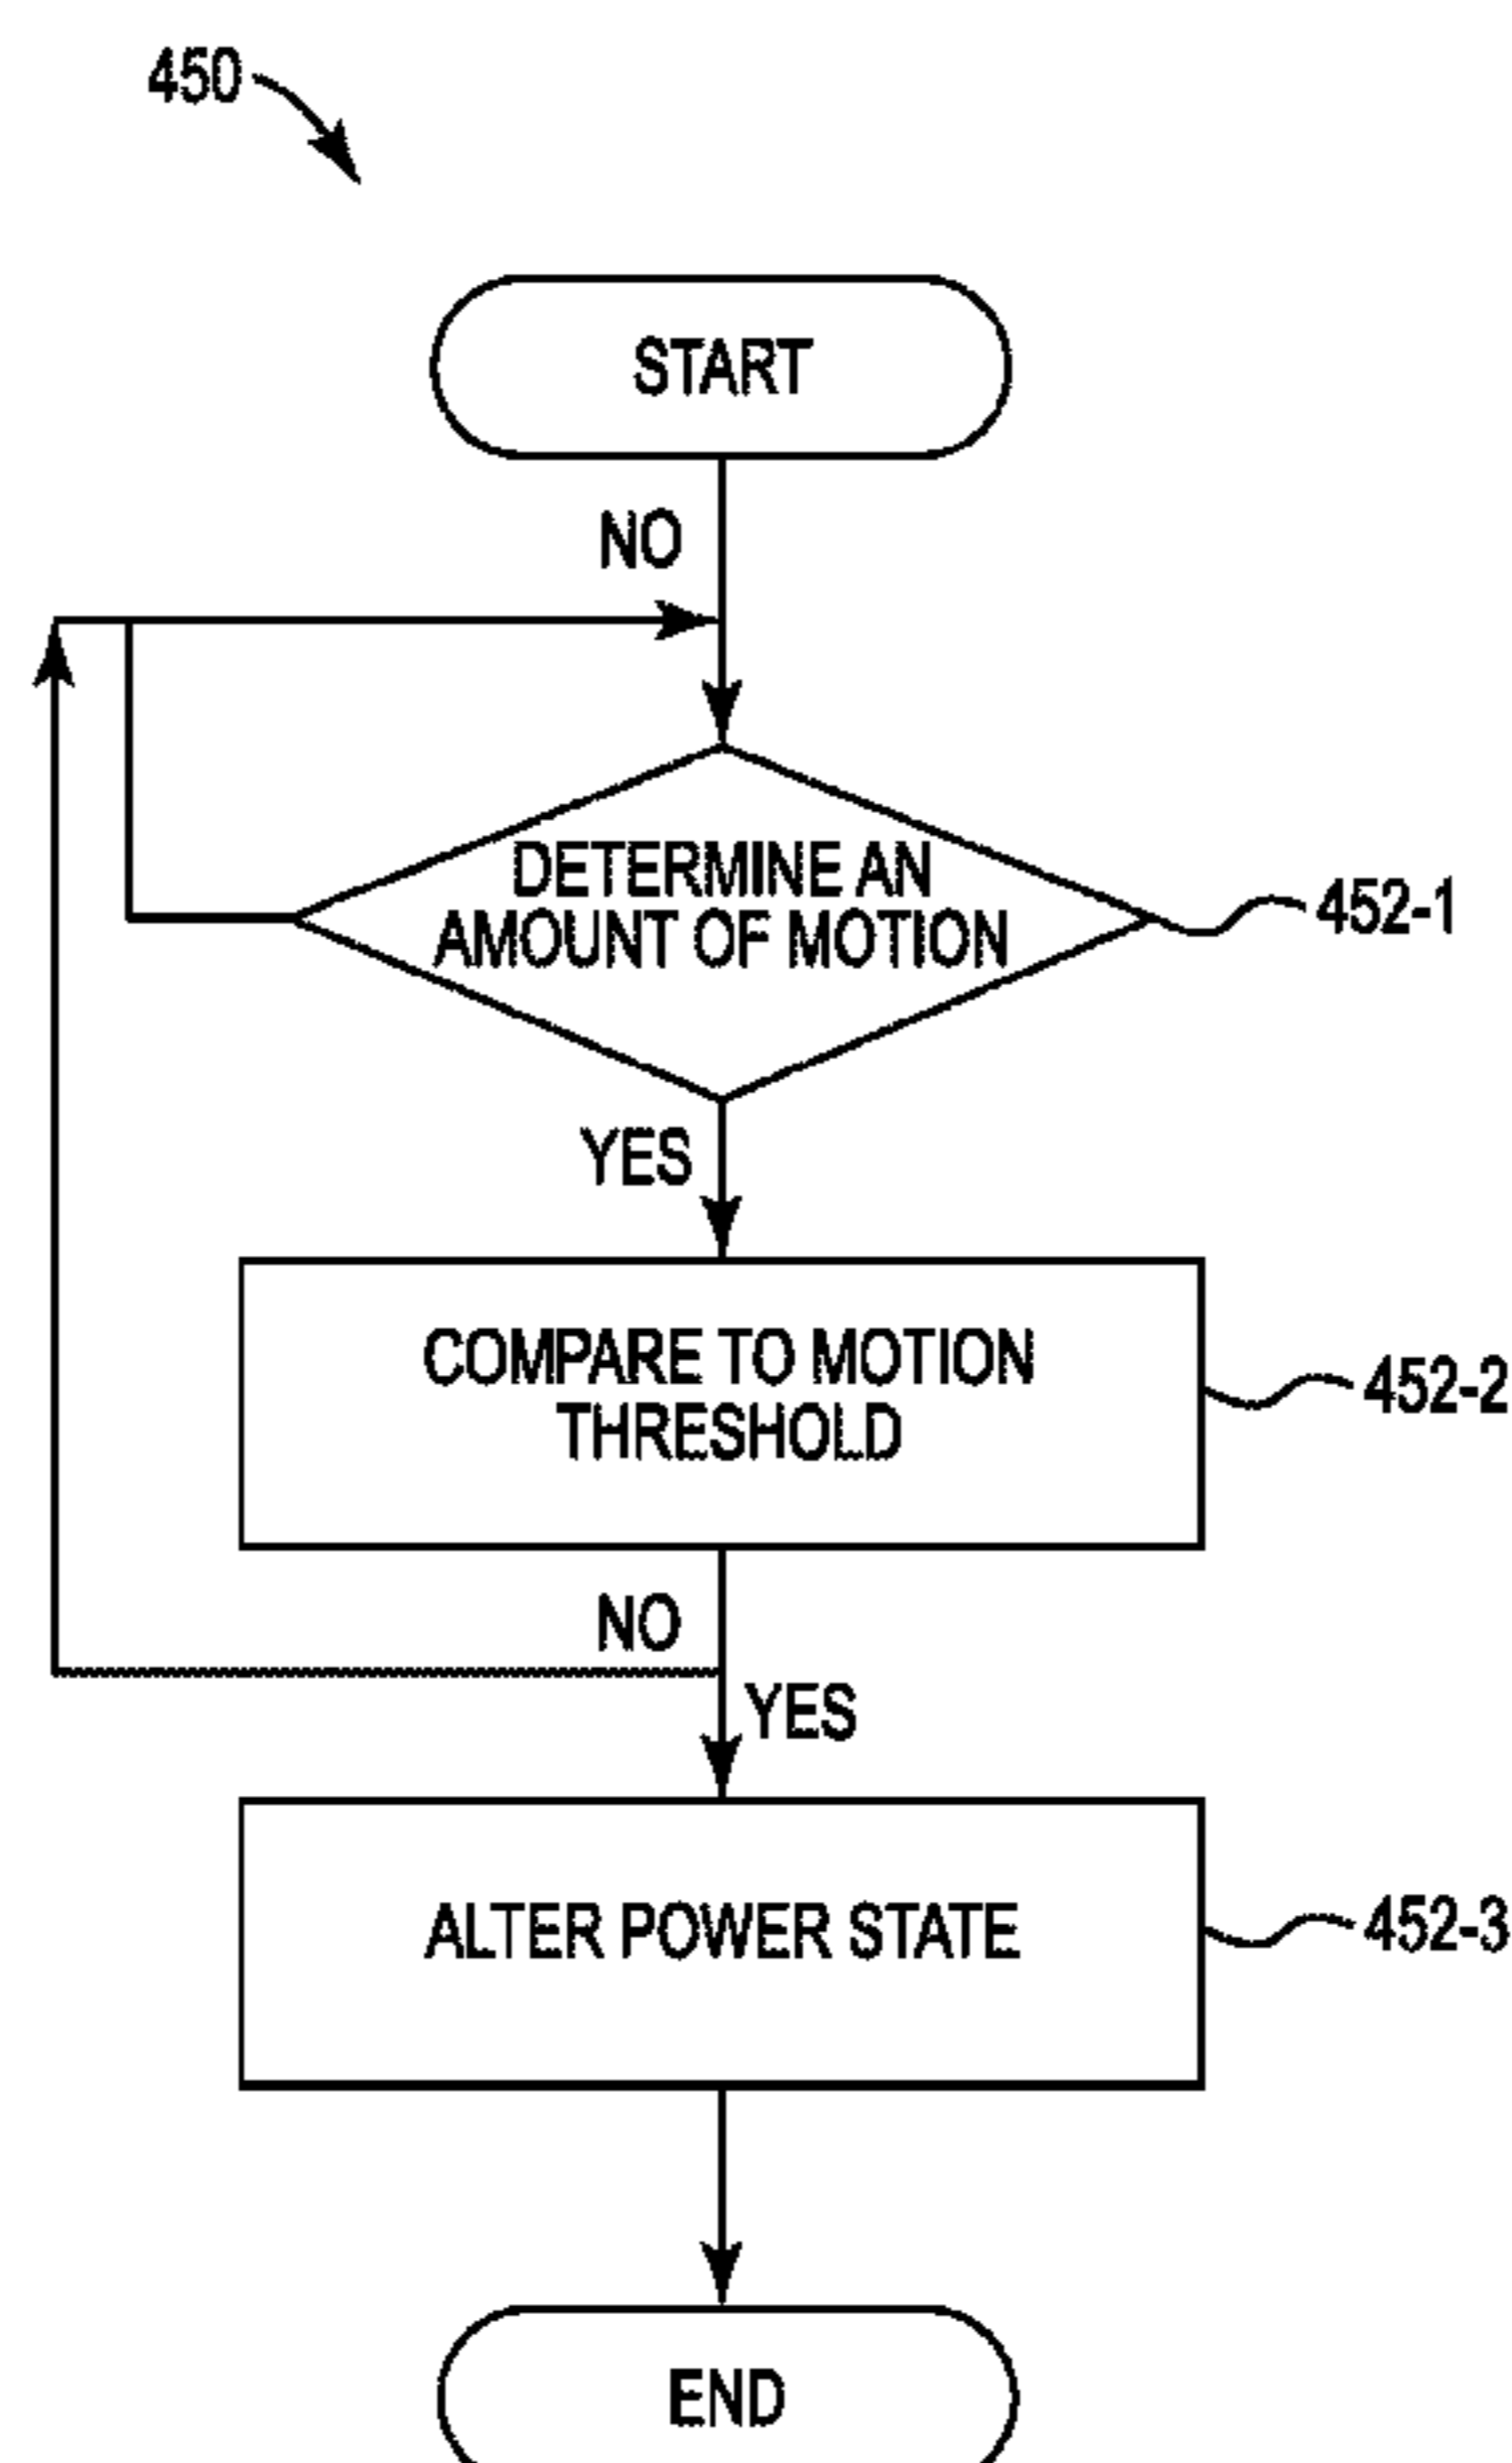 450
START
NO
DETERMINE AN
AMOUNT OF MOTION
452-1
YES
COMPARE TO MOTION
THRESHOLD
452-2
NO
YES
ALTER POWER STATE
452-3
END